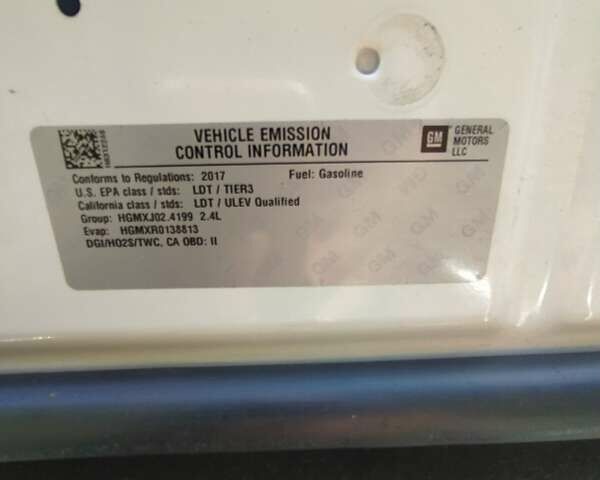 VEHICLE EMISSION
CONTROL INFORMATION
GM GENERAL
MOTORS
LLC
Conforms to Regulations: 2017 Fuel: Gasoline
U.S. EPA class / stds: LDT / TIER3
California class / stds: LDT / ULEV Qualified
Group: HGMXJ02.4199 2.4L
Evap: HGMXR0138813
DGI/HO2S/TWC, CA OBD: II